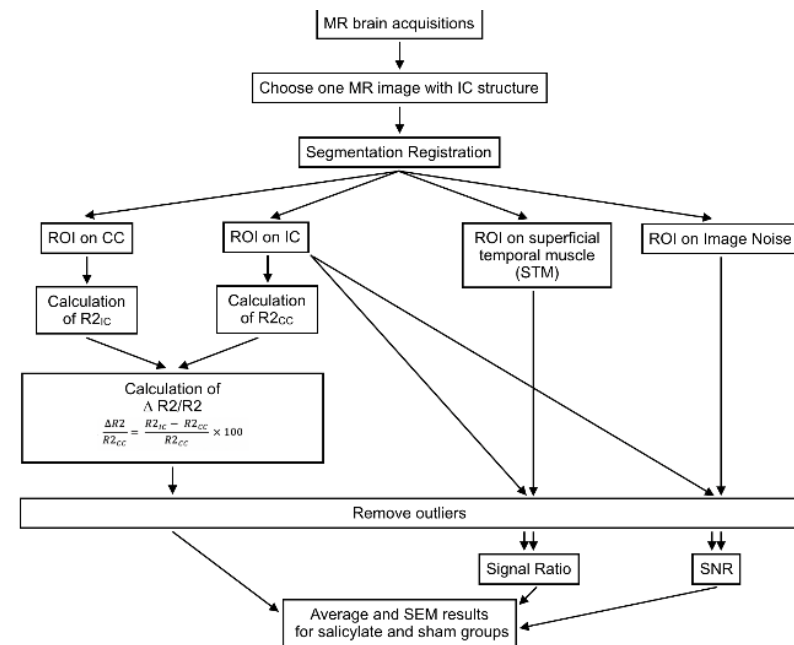 MR brain acquisitions
Choose one MR image with IC structure
Segmentation Registration
ROI on CC
ROI on IC
ROI on superficial
temporal muscle
(STM)
ROI on Image Noise
Calculation
of R2IC
Calculation
of R2CC
Calculation of
Λ R2/R2
ΔR2/R2CC = (R2IC − R2CC)/R2CC × 100
Remove outliers
Signal Ratio
SNR
Average and SEM results
for salicylate and sham groups